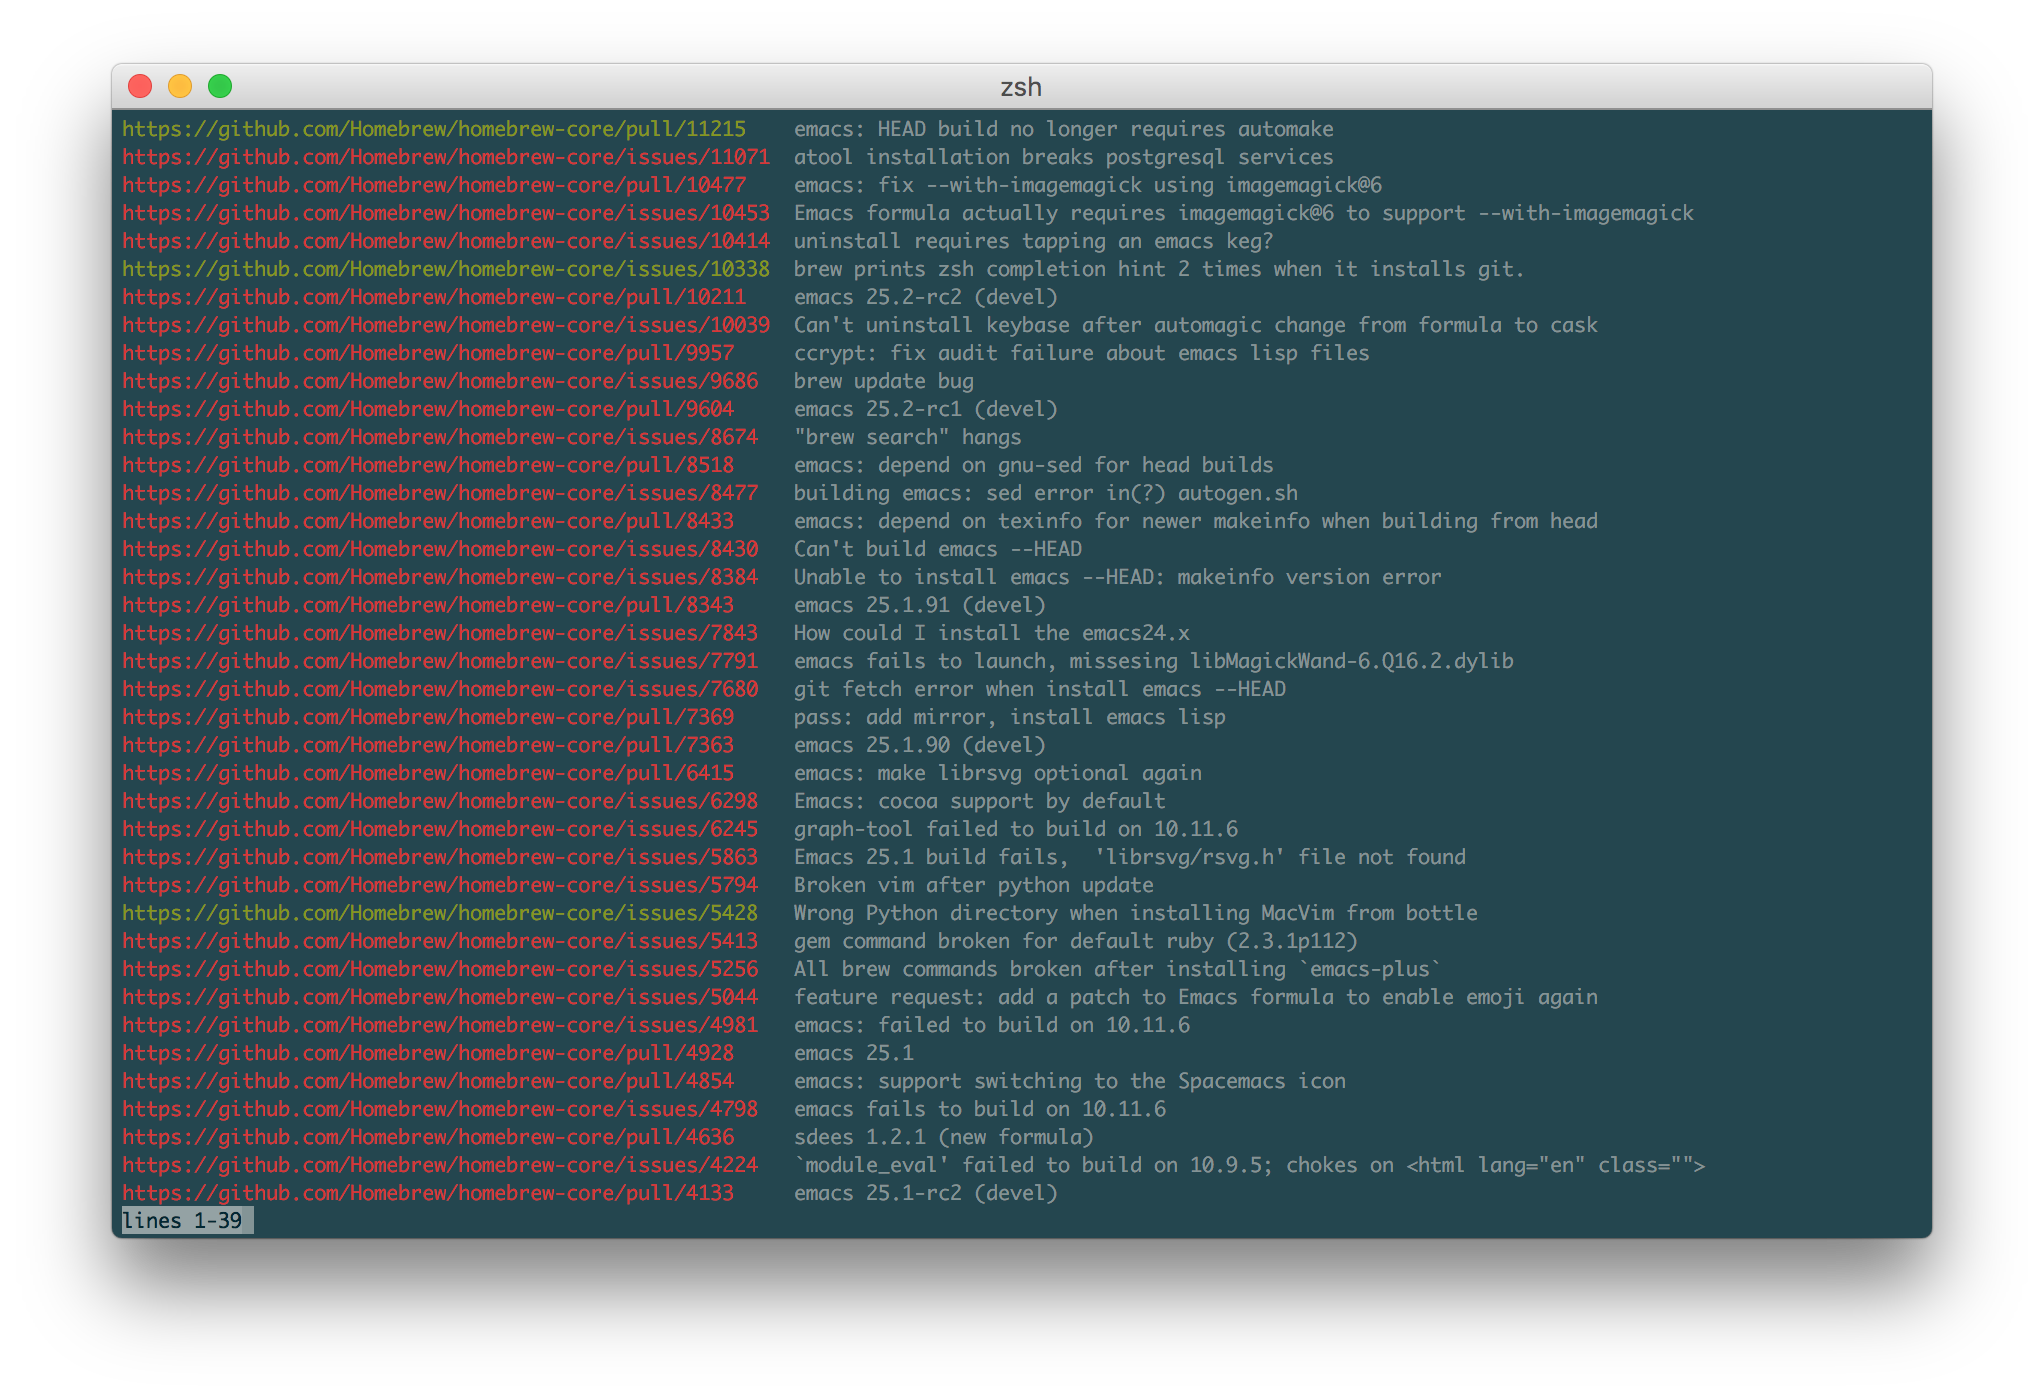 zsh
https://github.com/Homebrew/homebrew-core/pull/11215 emacs: HEAD build no longer requires automake
https://github.com/Homebrew/homebrew-core/issues/11071 atool installation breaks postgresql services
https://github.com/Homebrew/homebrew-core/pull/10477 emacs: fix --with-imagemagick using imagemagick@6
https://github.com/Homebrew/homebrew-core/issues/10453 Emacs formula actually requires imagemagick@6 to support --with-imagemagick
https://github.com/Homebrew/homebrew-core/issues/10414 uninstall requires tapping an emacs keg?
https://github.com/Homebrew/homebrew-core/issues/10338 brew prints zsh completion hint 2 times when it installs git.
https://github.com/Homebrew/homebrew-core/pull/10211 emacs 25.2-rc2 (devel)
https://github.com/Homebrew/homebrew-core/issues/10039 Can't uninstall keybase after automagic change from formula to cask
https://github.com/Homebrew/homebrew-core/pull/9957 ccrypt: fix audit failure about emacs lisp files
https://github.com/Homebrew/homebrew-core/issues/9686 brew update bug
https://github.com/Homebrew/homebrew-core/pull/9604 emacs 25.2-rc1 (devel)
https://github.com/Homebrew/homebrew-core/issues/8674 "brew search" hangs
https://github.com/Homebrew/homebrew-core/pull/8518 emacs: depend on gnu-sed for head builds
https://github.com/Homebrew/homebrew-core/issues/8477 building emacs: sed error in(?) autogen.sh
https://github.com/Homebrew/homebrew-core/pull/8433 emacs: depend on texinfo for newer makeinfo when building from head
https://github.com/Homebrew/homebrew-core/issues/8430 Can't build emacs --HEAD
https://github.com/Homebrew/homebrew-core/issues/8384 Unable to install emacs --HEAD: makeinfo version error
https://github.com/Homebrew/homebrew-core/pull/8343 emacs 25.1.91 (devel)
https://github.com/Homebrew/homebrew-core/issues/7843 How could I install the emacs24.x
https://github.com/Homebrew/homebrew-core/issues/7791 emacs fails to launch, missesing libMagickWand-6.Q16.2.dylib
https://github.com/Homebrew/homebrew-core/issues/7680 git fetch error when install emacs --HEAD
https://github.com/Homebrew/homebrew-core/pull/7369 pass: add mirror, install emacs lisp
https://github.com/Homebrew/homebrew-core/pull/7363 emacs 25.1.90 (devel)
https://github.com/Homebrew/homebrew-core/pull/6415 emacs: make librsvg optional again
https://github.com/Homebrew/homebrew-core/issues/6298 Emacs: cocoa support by default
https://github.com/Homebrew/homebrew-core/issues/6245 graph-tool failed to build on 10.11.6
https://github.com/Homebrew/homebrew-core/issues/5863 Emacs 25.1 build fails,  'librsvg/rsvg.h' file not found
https://github.com/Homebrew/homebrew-core/issues/5794 Broken vim after python update
https://github.com/Homebrew/homebrew-core/issues/5428 Wrong Python directory when installing MacVim from bottle
https://github.com/Homebrew/homebrew-core/issues/5413 gem command broken for default ruby (2.3.1p112)
https://github.com/Homebrew/homebrew-core/issues/5256 All brew commands broken after installing `emacs-plus`
https://github.com/Homebrew/homebrew-core/issues/5044 feature request: add a patch to Emacs formula to enable emoji again
https://github.com/Homebrew/homebrew-core/issues/4981 emacs: failed to build on 10.11.6
https://github.com/Homebrew/homebrew-core/pull/4928 emacs 25.1
https://github.com/Homebrew/homebrew-core/pull/4854 emacs: support switching to the Spacemacs icon
https://github.com/Homebrew/homebrew-core/issues/4798 emacs fails to build on 10.11.6
https://github.com/Homebrew/homebrew-core/pull/4636 sdees 1.2.1 (new formula)
https://github.com/Homebrew/homebrew-core/issues/4224 `module_eval' failed to build on 10.9.5; chokes on <html lang="en" class="">
https://github.com/Homebrew/homebrew-core/pull/4133 emacs 25.1-rc2 (devel)
lines 1-39